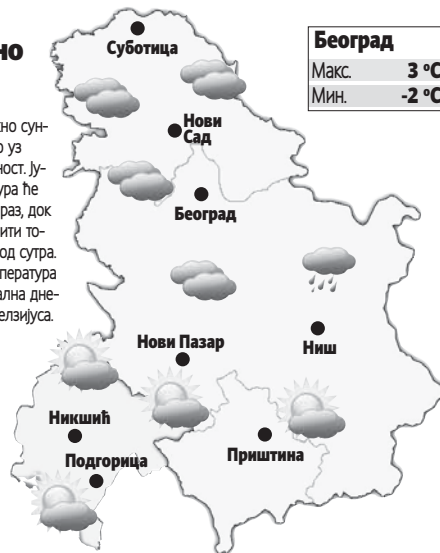 но
но сун-
о уз
ност. Ју-
ура ће
раз, док
ити то-
од сутра.
пература
ална дне-
елзијуса.
Београд
Макс. 3 °C
Мин. -2 °C
Суботица
Нови
Сад
Београд
Нови Пазар
Ниш
Никшић
Подгорица
Приштина